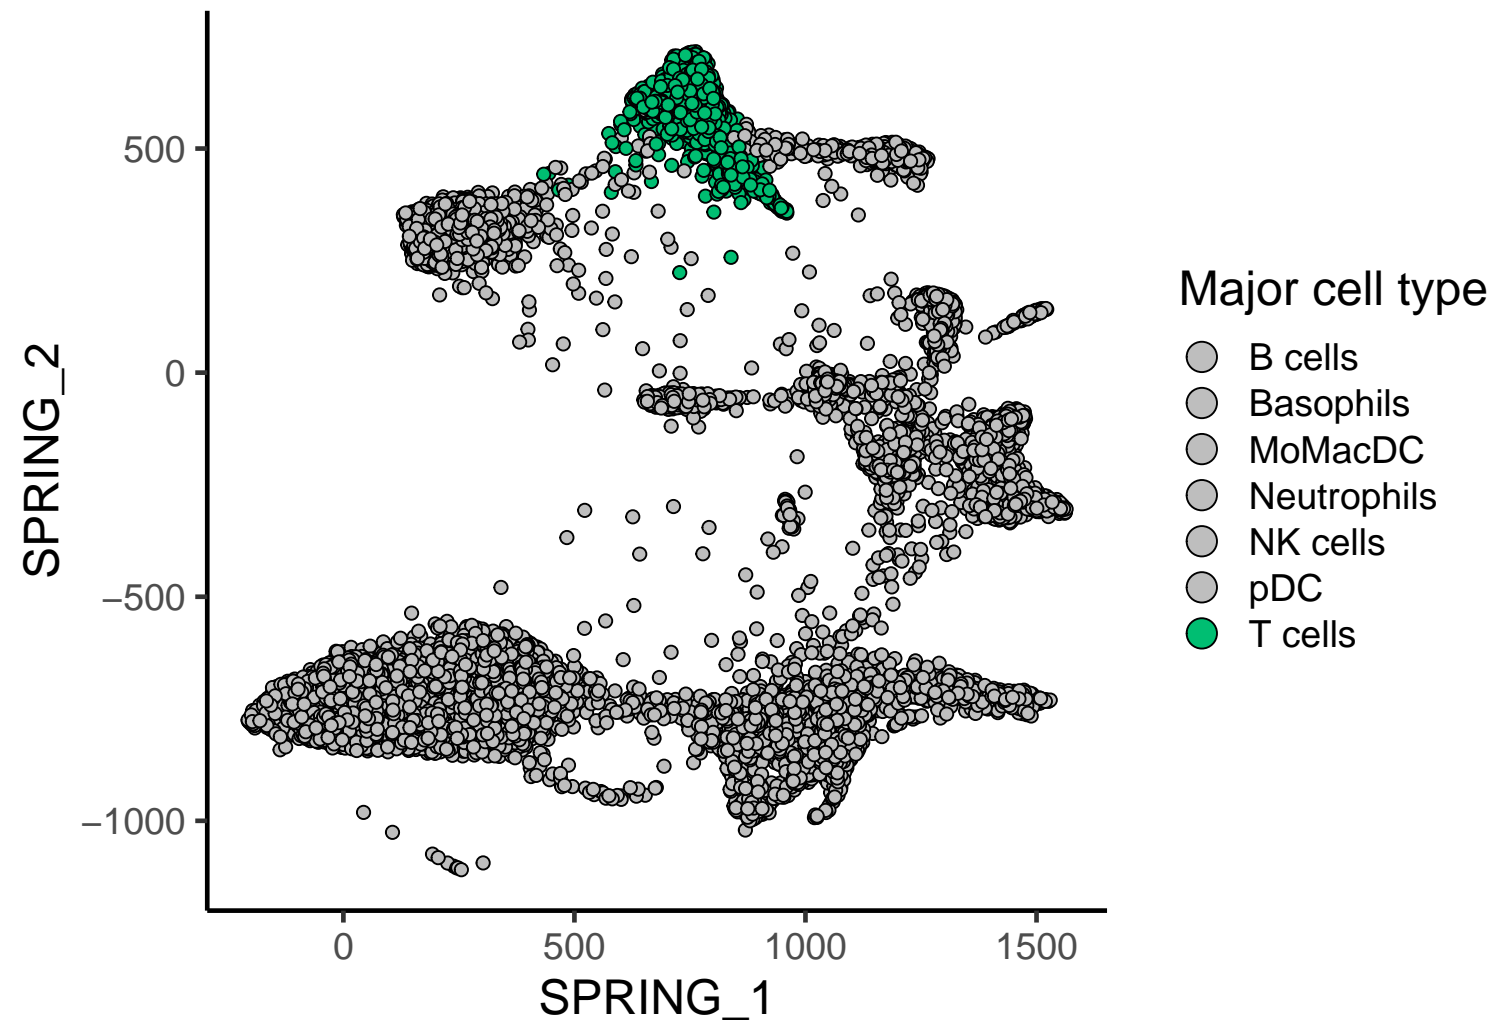 500
0
−500
−1000
0
500
1000
1500
SPRING_1
SPRING_2
Major cell type
B cells
Basophils
MoMacDC
Neutrophils
NK cells
pDC
T cells